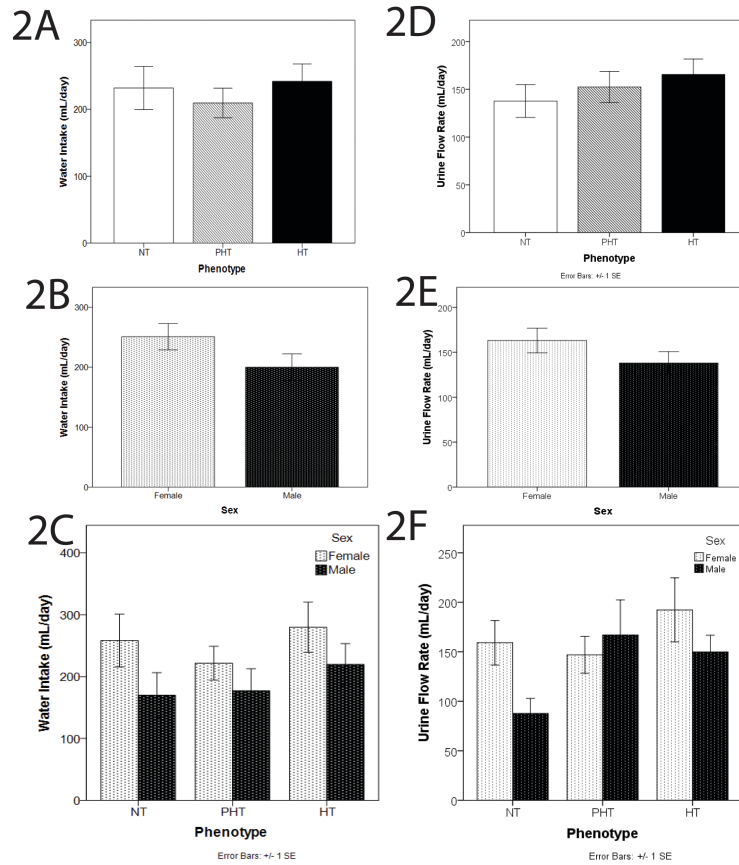 2A
Water Intake (mL/day)
300
200
100
0
NT PHT HT
Phenotype
2D
Urine Flow Rate (mL/day)
200
150
100
50
0
NT PHT HT
Phenotype
Error Bars: +/- 1 SE
2B
Water Intake (mL/day)
300
200
100
0
Female Male
Sex
2E
Urine Flow Rate (mL/day)
200
150
100
50
0
Female Male
Sex
2C
Water Intake (mL/day)
400
300
200
100
0
Sex
Female
Male
NT PHT HT
Phenotype
Error Bars: +/- 1 SE
2F
Urine Flow Rate (mL/day)
250
200
150
100
50
0
Sex
Female
Male
NT PHT HT
Phenotype
Error Bars: +/- 1 SE